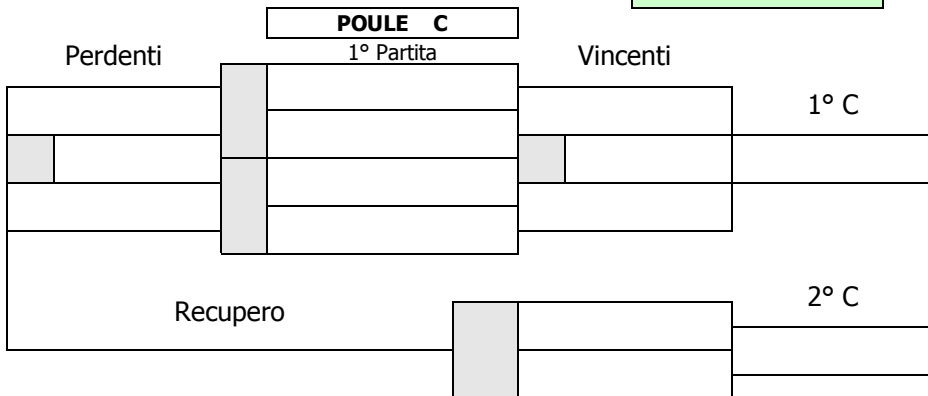 POULE C
Perdenti
1° Partita
Vincenti
1° C
2° C
Recupero